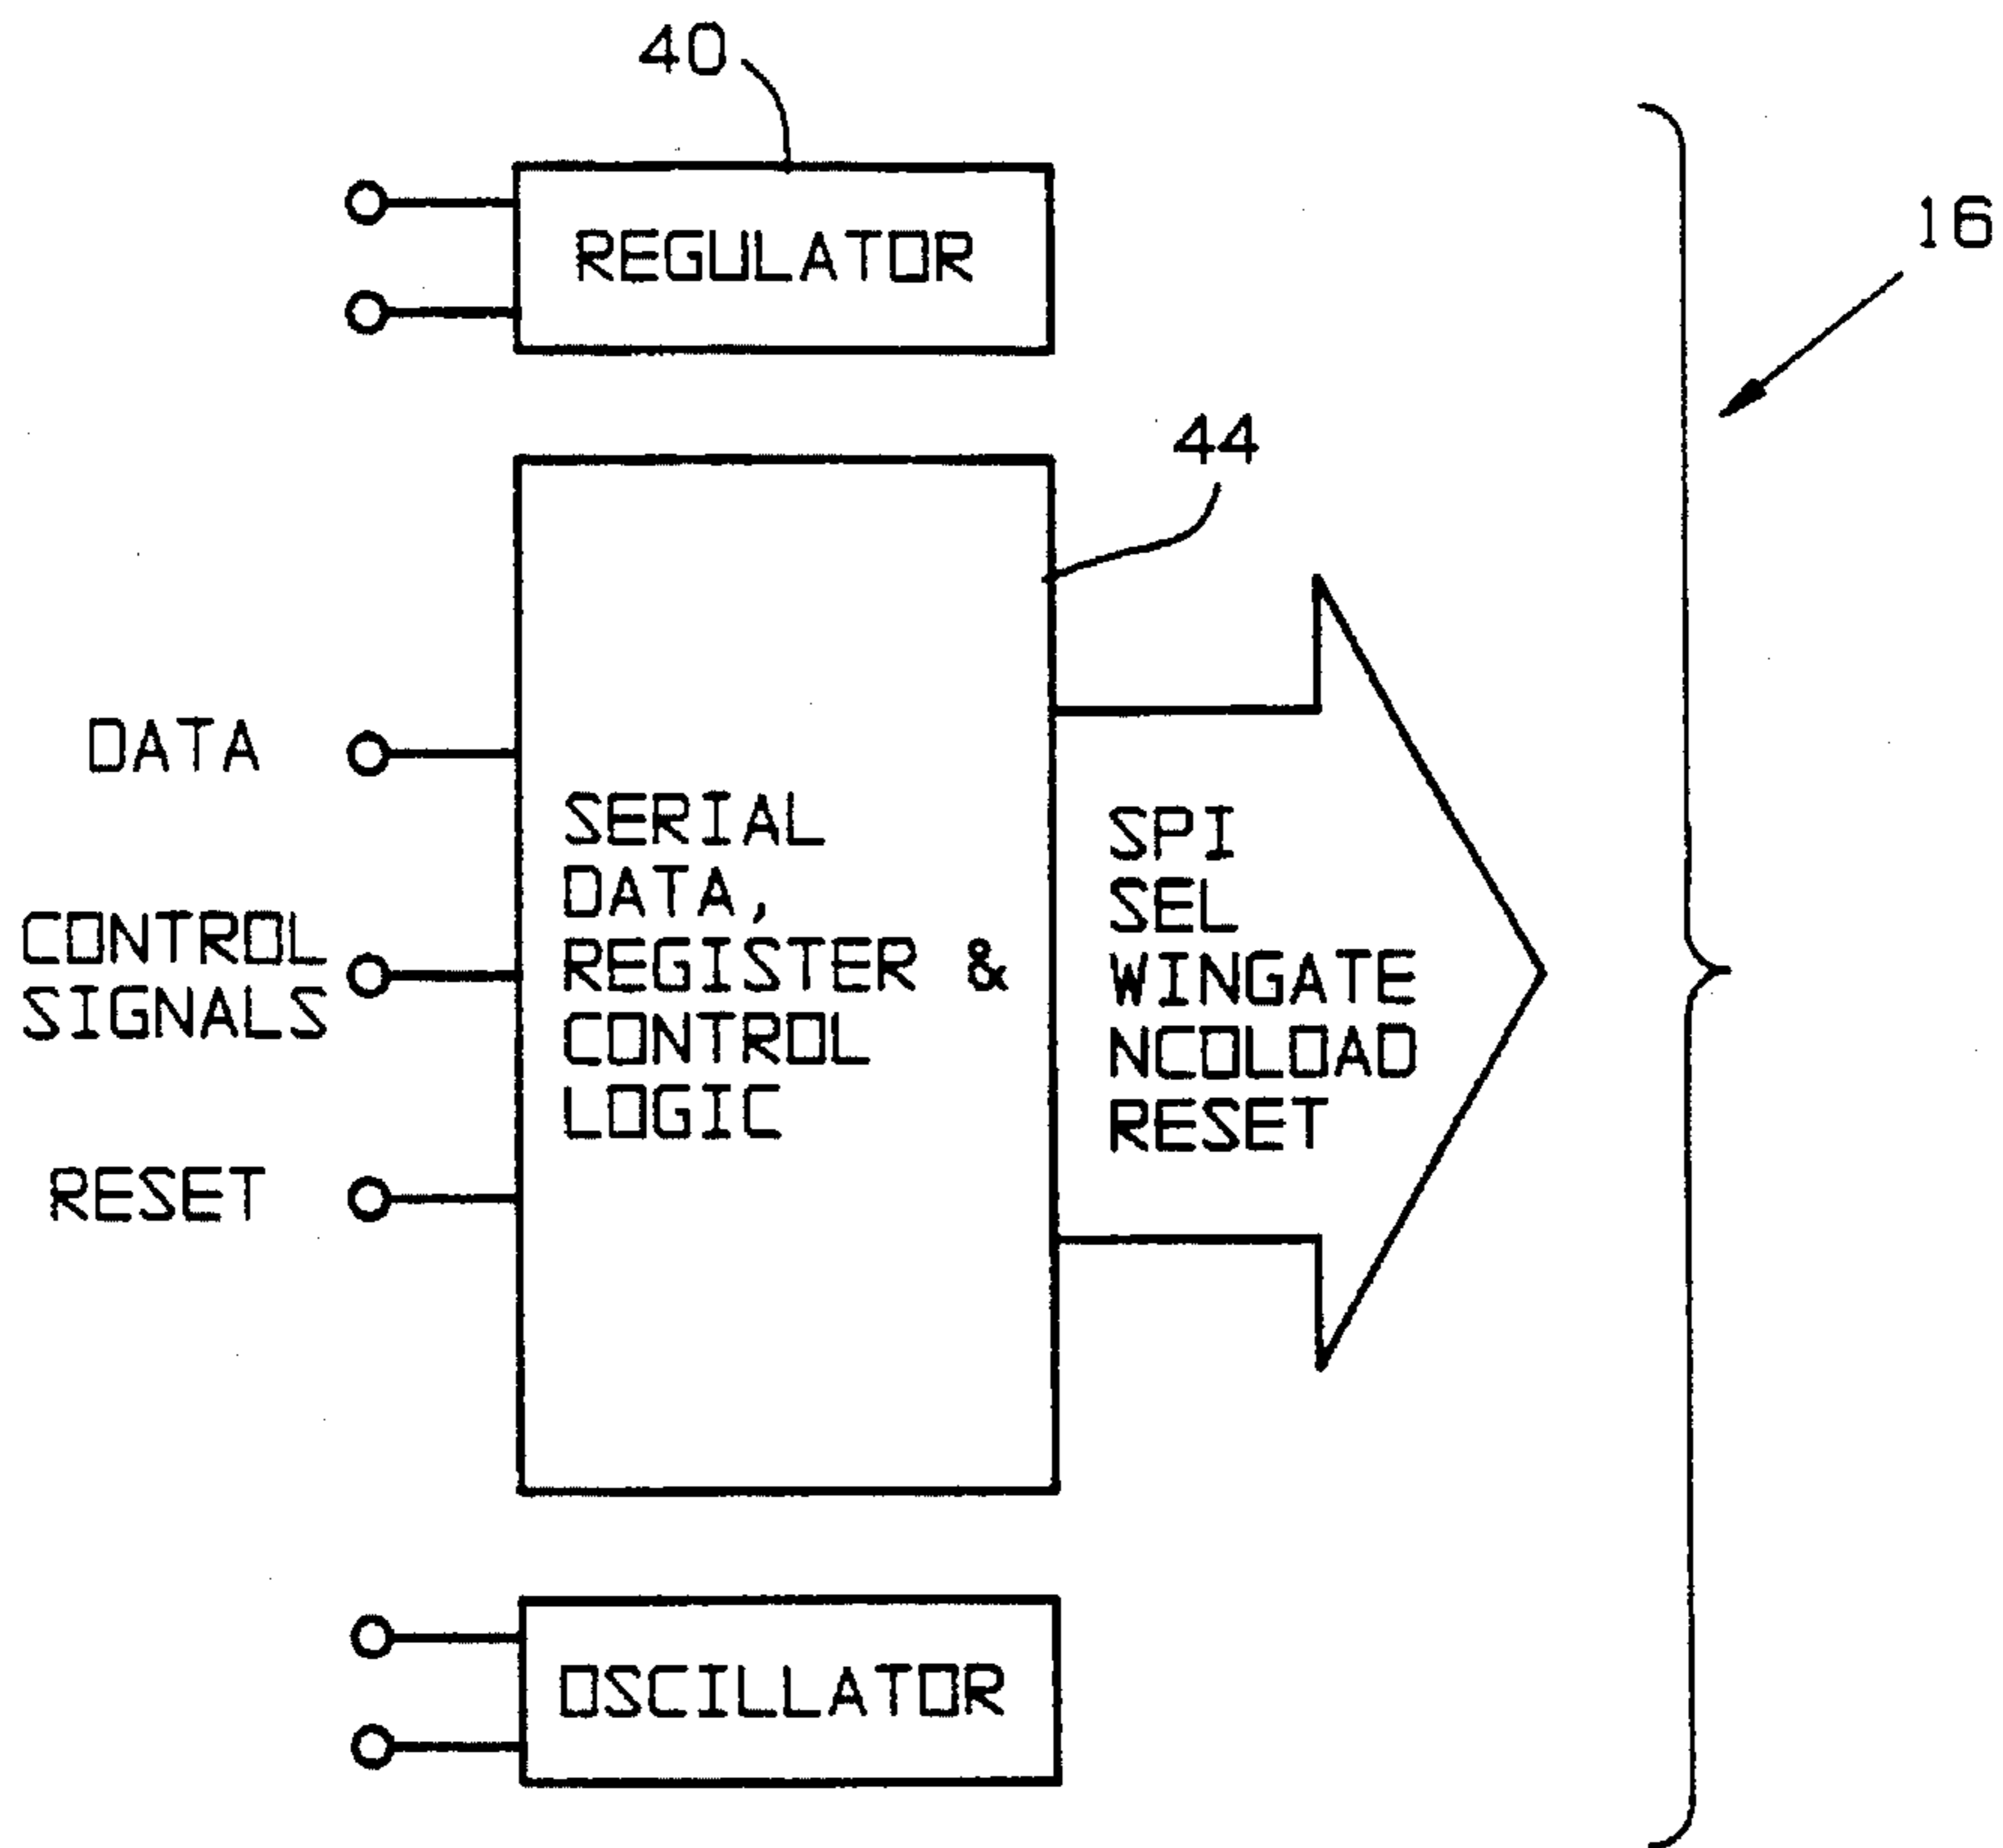 40
REGULATOR
16
44
DATA
CONTROL
SIGNALS
RESET
SERIAL
DATA,
REGISTER &
CONTROL
LOGIC
SPI
SEL
WINGATE
NCOLOAD
RESET
OSCILLATOR